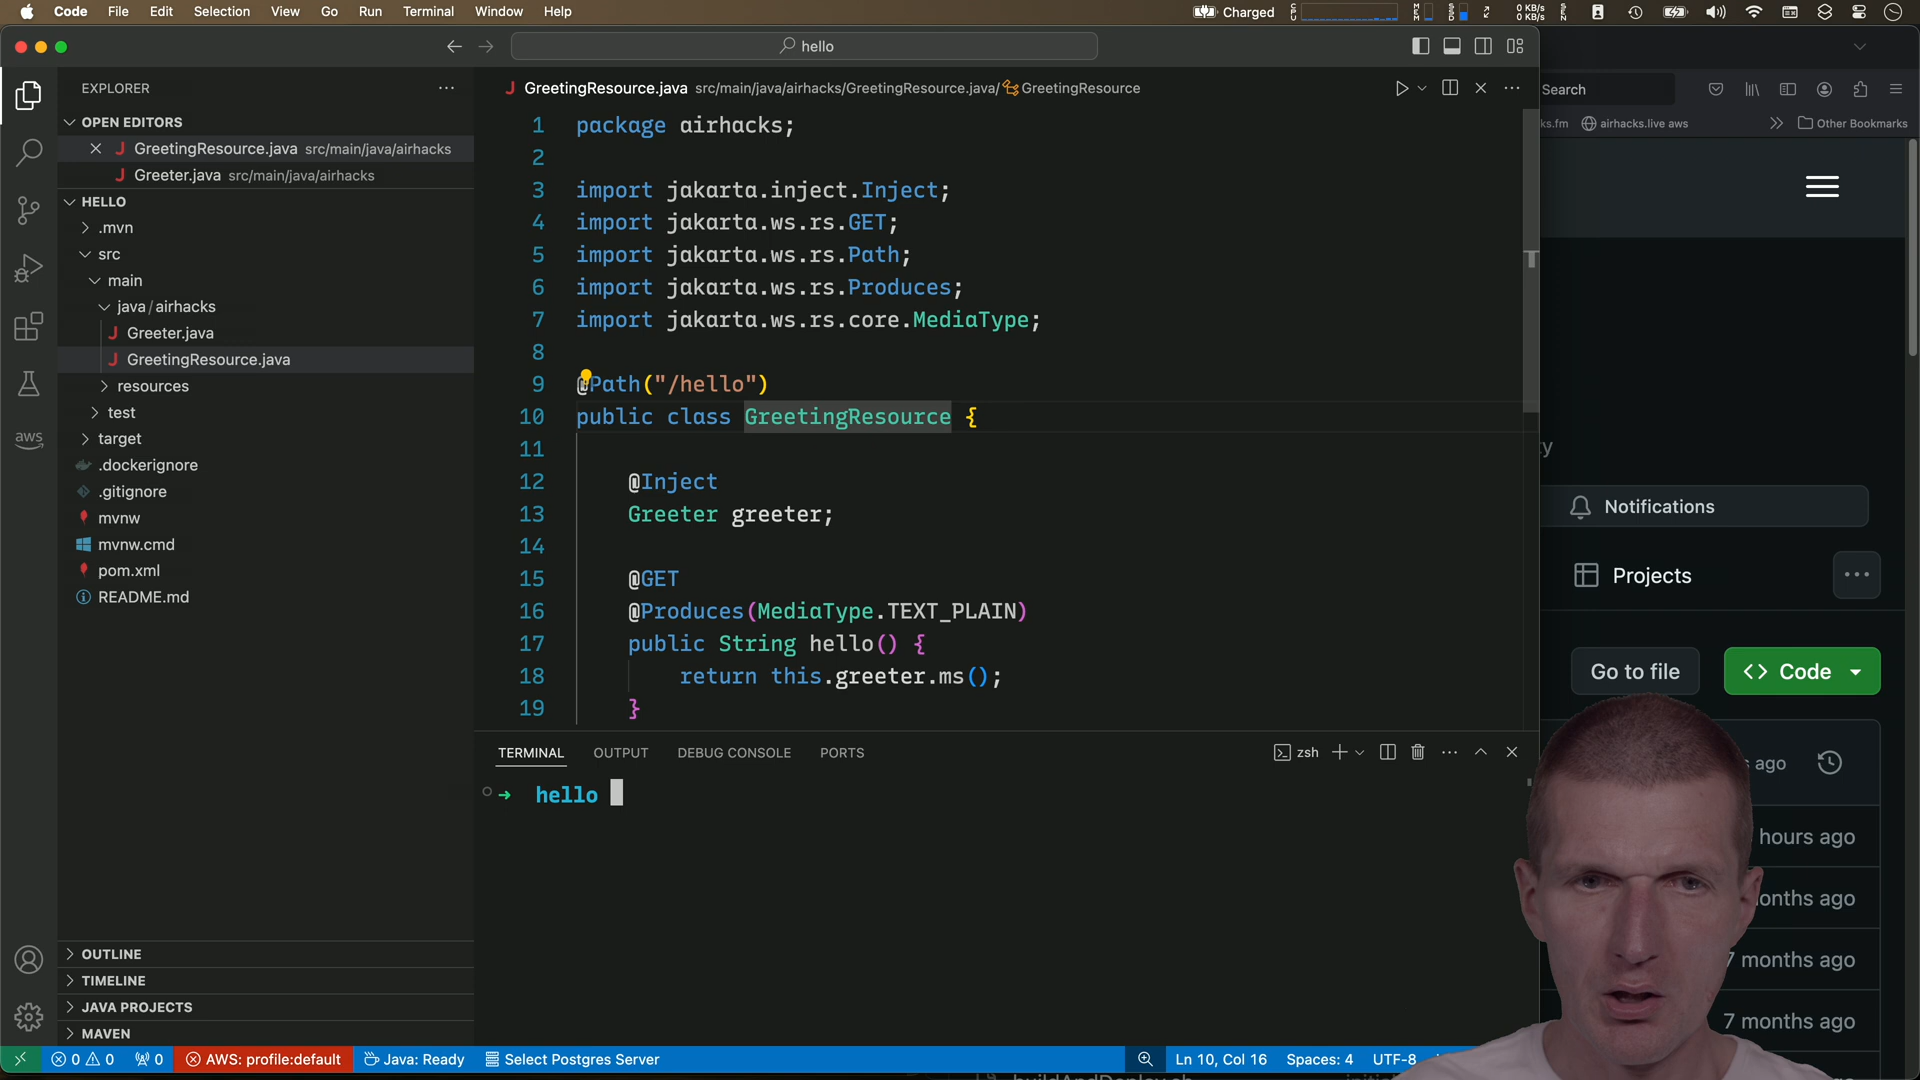 Code File Edit Selection View Go Run Terminal Window Help
Charged
0 KB/s
0 KB/s
hello
EXPLORER
OPEN EDITORS
GreetingResource.java src/main/java/airhacks
Greeter.java src/main/java/airhacks
HELLO
.mvn
src
main
java/airhacks
Greeter.java
GreetingResource.java
resources
test
target
.dockerignore
.gitignore
mvnw
mvnw.cmd
pom.xml
README.md
OUTLINE
TIMELINE
JAVA PROJECTS
MAVEN
aws
GreetingResource.java src/main/java/airhacks/GreetingResource.java/ GreetingResource
1 package airhacks;
2
3 import jakarta.inject.Inject;
4 import jakarta.ws.rs.GET;
5 import jakarta.ws.rs.Path;
6 import jakarta.ws.rs.Produces;
7 import jakarta.ws.rs.core.MediaType;
8
9 @Path("/hello")
10 public class GreetingResource {
11
12 @Inject
13 Greeter greeter;
14
15 @GET
16 @Produces(MediaType.TEXT_PLAIN)
17 public String hello() {
18 return this.greeter.ms();
19 }
TERMINAL OUTPUT DEBUG CONSOLE PORTS
zsh
→ hello
0 0 0 AWS: profile:default Java: Ready Select Postgres Server
Ln 10, Col 16 Spaces: 4 UTF-8
Search
ks.fm airhacks.live aws Other Bookmarks
y
Notifications
Projects
Go to file
<> Code
s ago
hours ago
onths ago
7 months ago
7 months ago